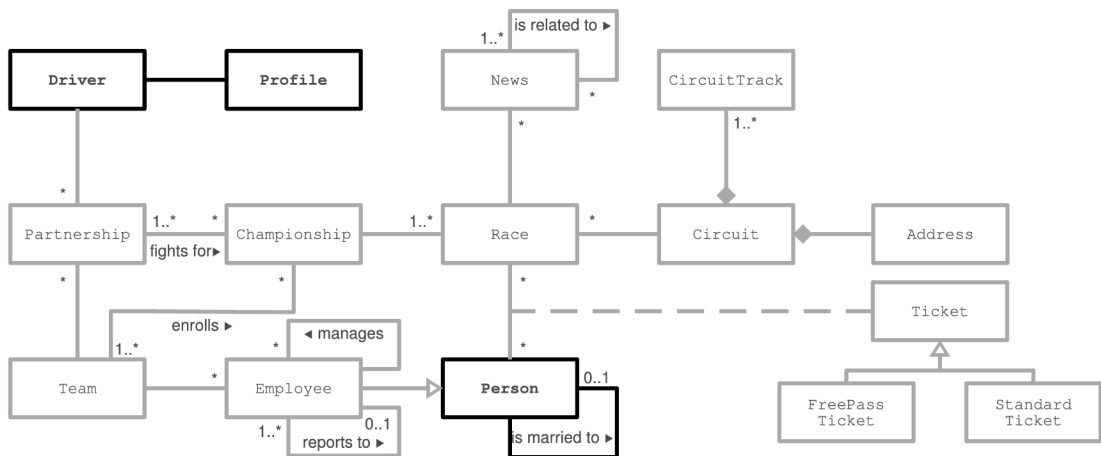 is related to ►
1..*
Driver
Profile
News
CircuitTrack
*
1..*
*
*
*
1..*
*
1..*
*
Partnership
Championship
Race
Circuit
Address
fights for►
*
*
*
Ticket
enrolls ►
◄ manages
1..*
*
*
0..1
Team
*
Employee
Person
FreePass
Ticket
Standard
Ticket
1..*
0..1
reports to ►
is married to ►